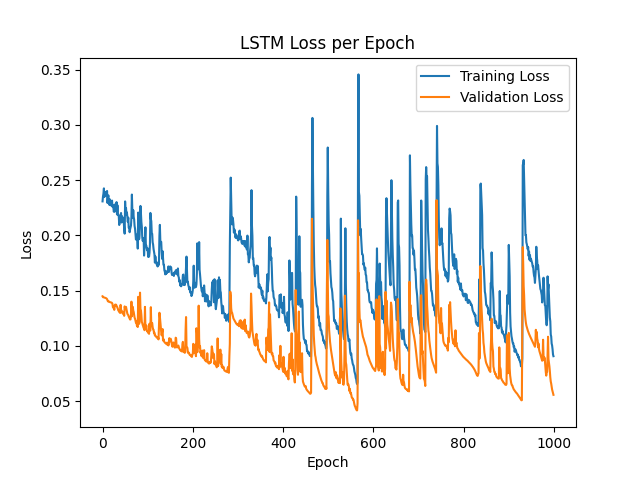 LSTM Loss per Epoch
Training Loss
Validation Loss
Loss
0.35
0.30
0.25
0.20
0.15
0.10
0.05
0
200
400
600
800
1000
Epoch